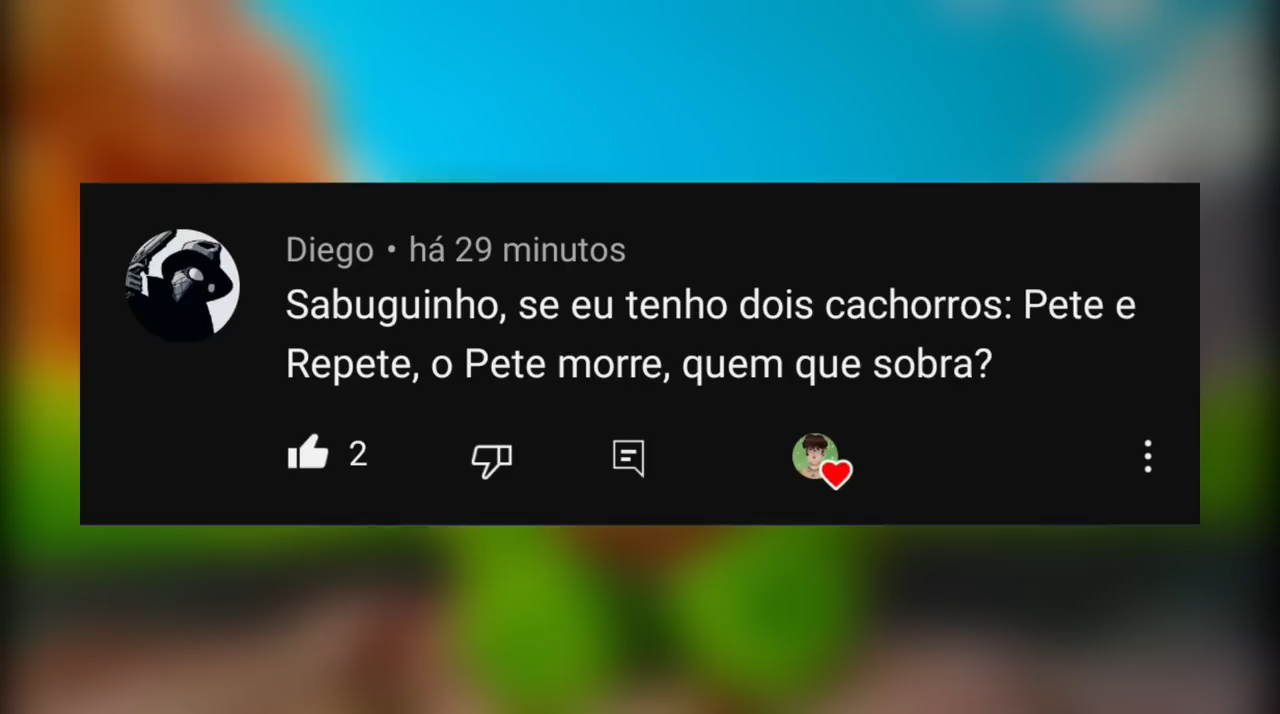 Diego • há 29 minutos
Sabuguinho, se eu tenho dois cachorros: Pete e
Repete, o Pete morre, quem que sobra?
2